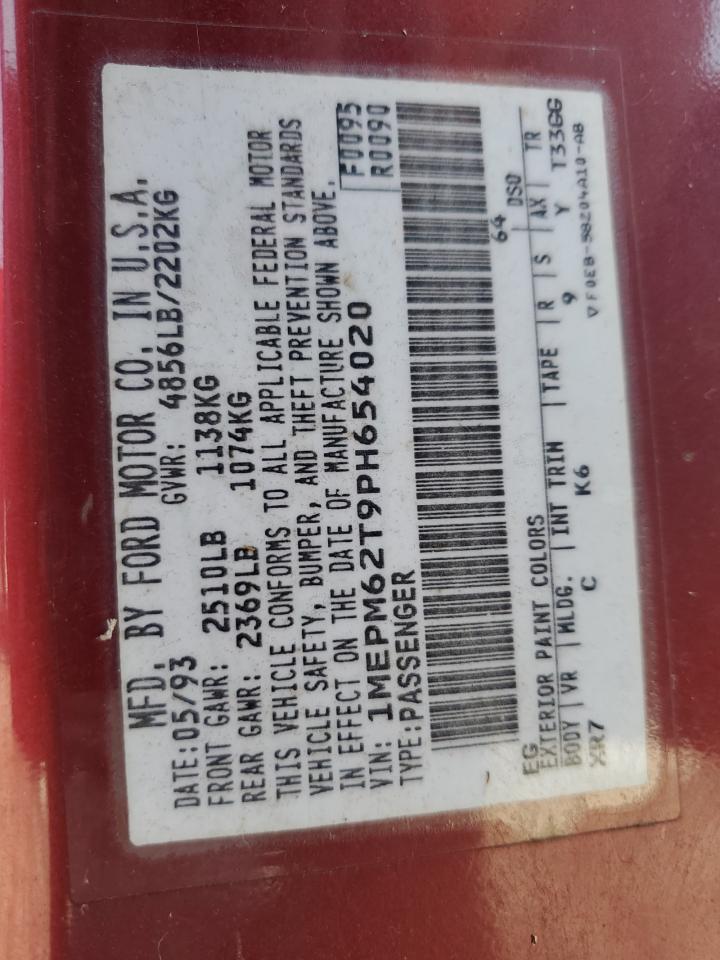 MFD. BY FORD MOTOR CO. IN U.S.A.
DATE: 05/93 GVWR: 4856LB/2202KG
FRONT GAWR: 2510LB 1138KG
REAR GAWR: 2369LB 1074KG
THIS VEHICLE CONFORMS TO ALL APPLICABLE FEDERAL MOTOR
VEHICLE SAFETY, BUMPER, AND THEFT PREVENTION STANDARDS
IN EFFECT ON THE DATE OF MANUFACTURE SHOWN ABOVE.
VIN: 1MEPM62T9PH654020 F0095
TYPE: PASSENGER R0090
64 DSO
EG
EXTERIOR PAINT COLORS
BODY |VR |MLDG. |INT TRIM |TAPE |R |S |AX| TR
XR7 C K6 9 Y T33GG
▽ F0EB-58204A10-AB